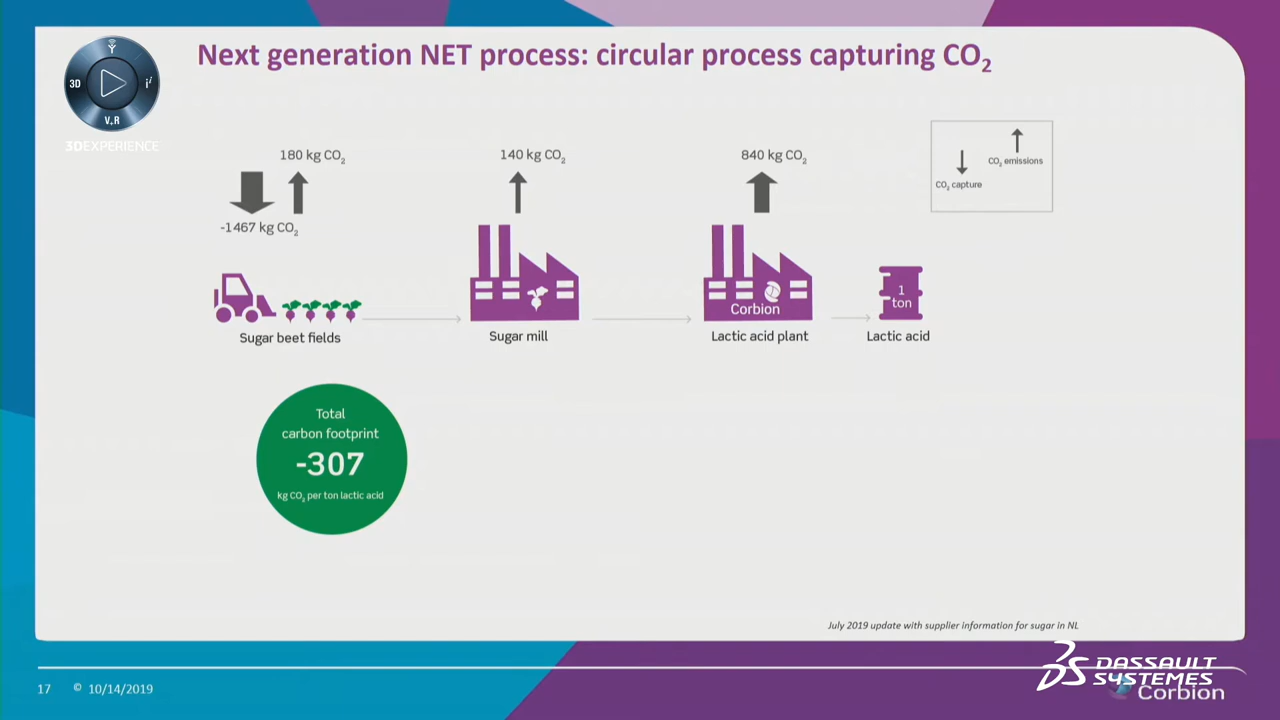 Next generation NET process: circular process capturing CO₂
3D
V,R
3DEXPERIENCE
180 kg CO₂
140 kg CO₂
840 kg CO₂
CO₂ emissions
CO₂ capture
-1467 kg CO₂
1
ton
Corbion
Sugar beet fields
Sugar mill
Lactic acid plant
Lactic acid
Total
carbon footprint
-307
kg CO₂ per ton lactic acid
July 2019 update with supplier information for sugar in NL
17 © 10/14/2019
DASSAULT
SYSTEMES
Corbion